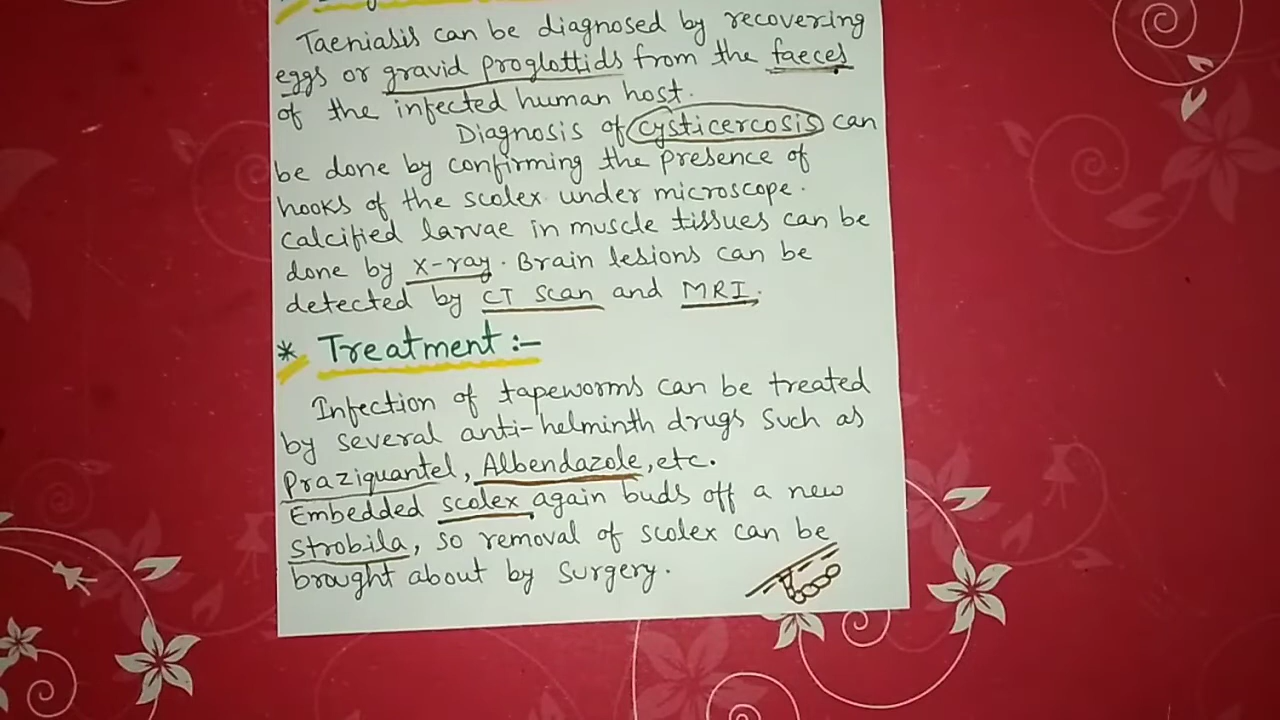 Taeniasis can be diagnosed by recovering
eggs or gravid proglottids from the faeces
of the infected human host.
Diagnosis of cysticercosis can
be done by confirming the presence of
hooks of the scolex under microscope.
Calcified larvae in muscle tissues can be
done by X-ray. Brain lesions can be
detected by CT Scan and MRI.
* Treatment :-
Infection of tapeworms can be treated
by several anti-helminth drugs such as
Praziquantel, Albendazole, etc.
Embedded scolex again buds off a new
strobila, so removal of scolex can be
brought about by surgery.